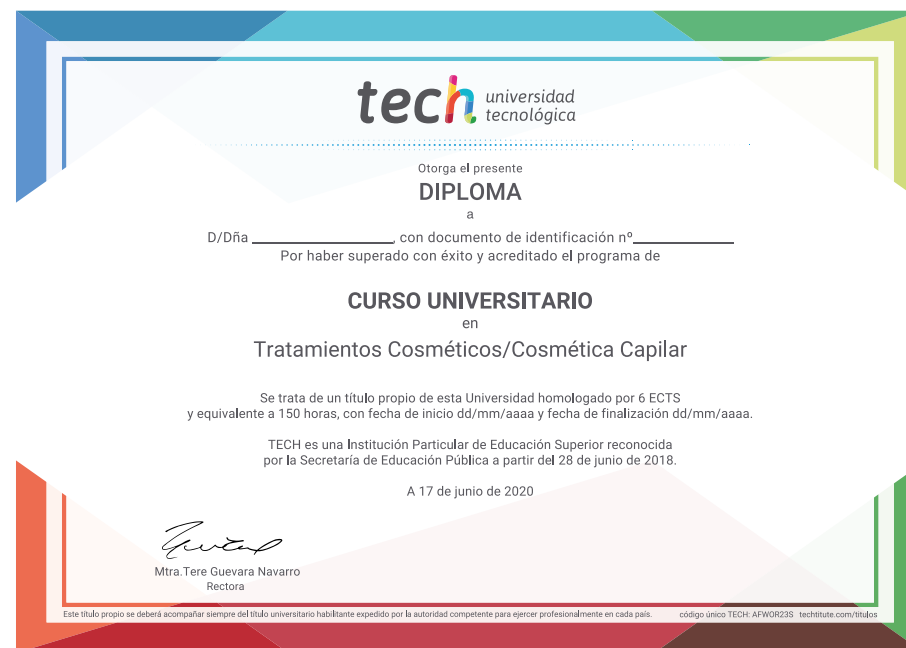 tech universidad
tecnológica
Otorga el presente
DIPLOMA
a
D/Dña ____________________, con documento de identificación nº______________
Por haber superado con éxito y acreditado el programa de
CURSO UNIVERSITARIO
en
Tratamientos Cosméticos/Cosmética Capilar
Se trata de un título propio de esta Universidad homologado por 6 ECTS
y equivalente a 150 horas, con fecha de inicio dd/mm/aaaa y fecha de finalización dd/mm/aaaa.
TECH es una Institución Particular de Educación Superior reconocida
por la Secretaría de Educación Pública a partir del 28 de junio de 2018.
A 17 de junio de 2020
Mtra.Tere Guevara Navarro
Rectora
Este título propio se deberá acompañar siempre del título universitario habilitante expedido por la autoridad competente para ejercer profesionalmente en cada país. código único TECH: AFWOR23S techtitute.com/titulos